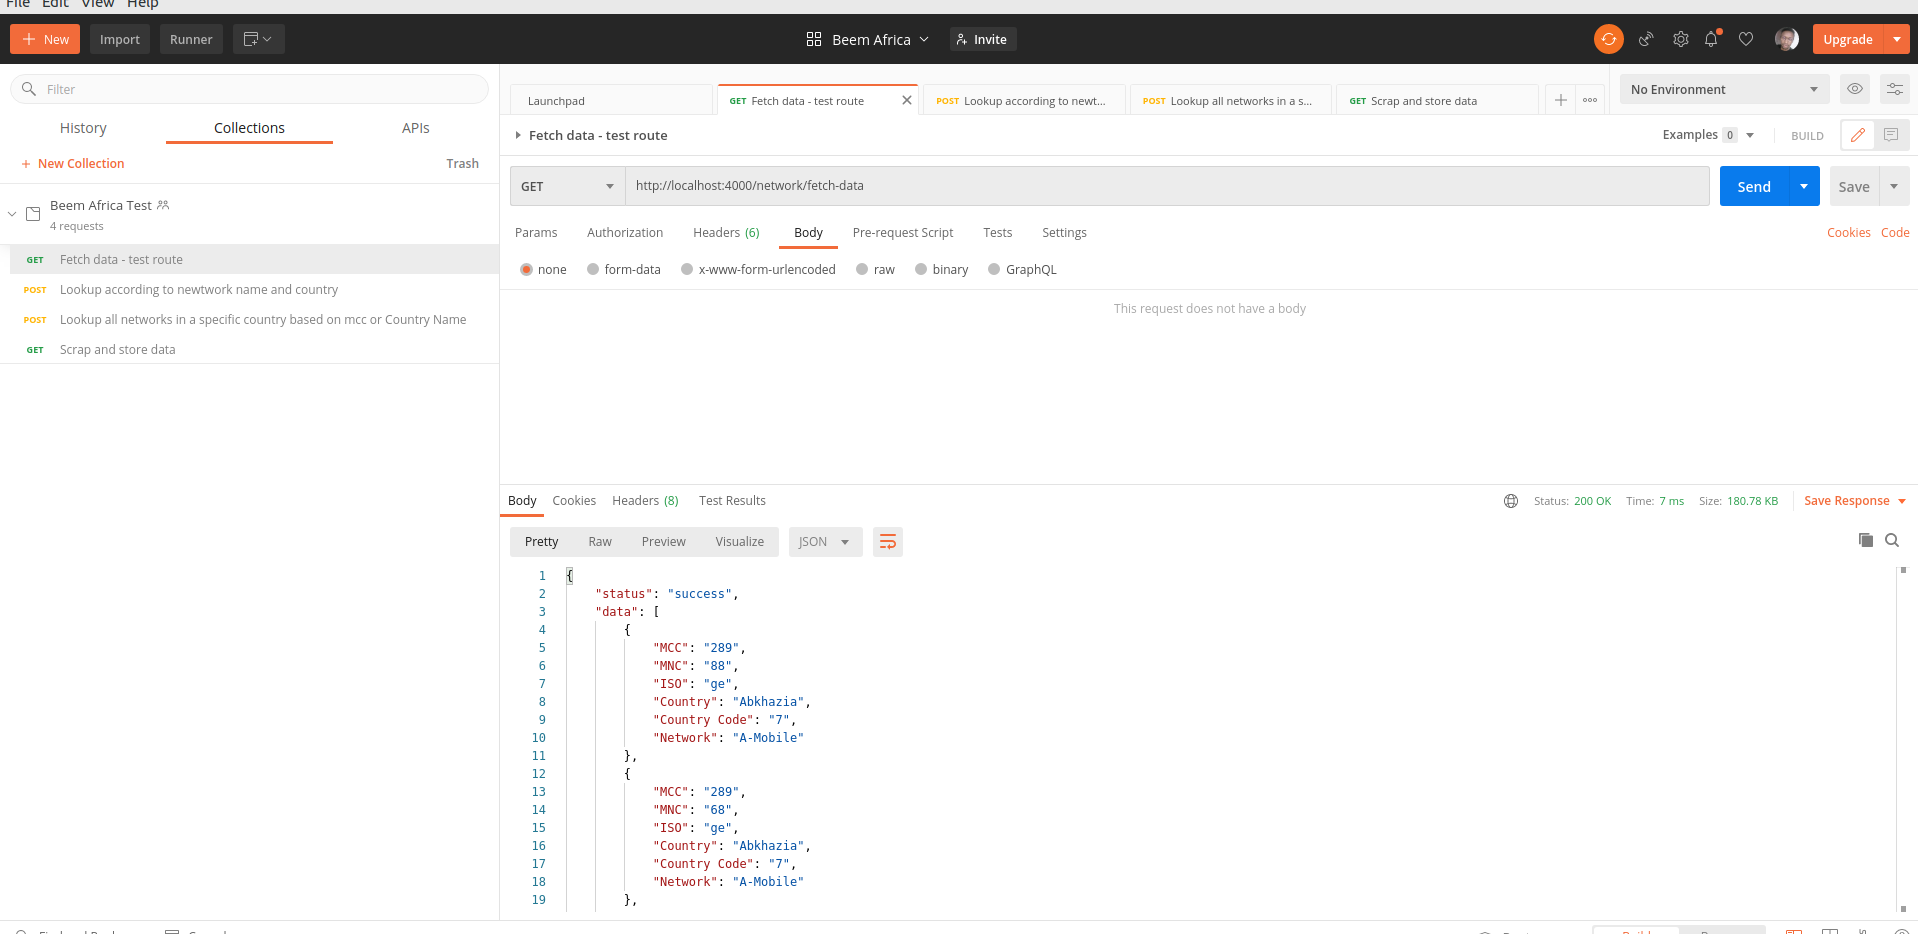 File Edit View Help
New Import Runner Beem Africa Invite Upgrade
Filter
History Collections APIs
New Collection Trash
Beem Africa Test
4 requests
GET Fetch data - test route
POST Lookup according to newtwork name and country
POST Lookup all networks in a specific country based on mcc or Country Name
GET Scrap and store data
Launchpad GET Fetch data - test route POST Lookup according to newt... POST Lookup all networks in a s... GET Scrap and store data No Environment
Fetch data - test route Examples 0 BUILD
GET http://localhost:4000/network/fetch-data Send Save
Params Authorization Headers (6) Body Pre-request Script Tests Settings Cookies Code
none form-data x-www-form-urlencoded raw binary GraphQL
This request does not have a body
Body Cookies Headers (8) Test Results Status: 200 OK Time: 7 ms Size: 180.78 KB Save Response
Pretty Raw Preview Visualize JSON
1 {
2 "status": "success",
3 "data": [
4 {
5 "MCC": "289",
6 "MNC": "88",
7 "ISO": "ge",
8 "Country": "Abkhazia",
9 "Country Code": "7",
10 "Network": "A-Mobile"
11 },
12 {
13 "MCC": "289",
14 "MNC": "68",
15 "ISO": "ge",
16 "Country": "Abkhazia",
17 "Country Code": "7",
18 "Network": "A-Mobile"
19 },